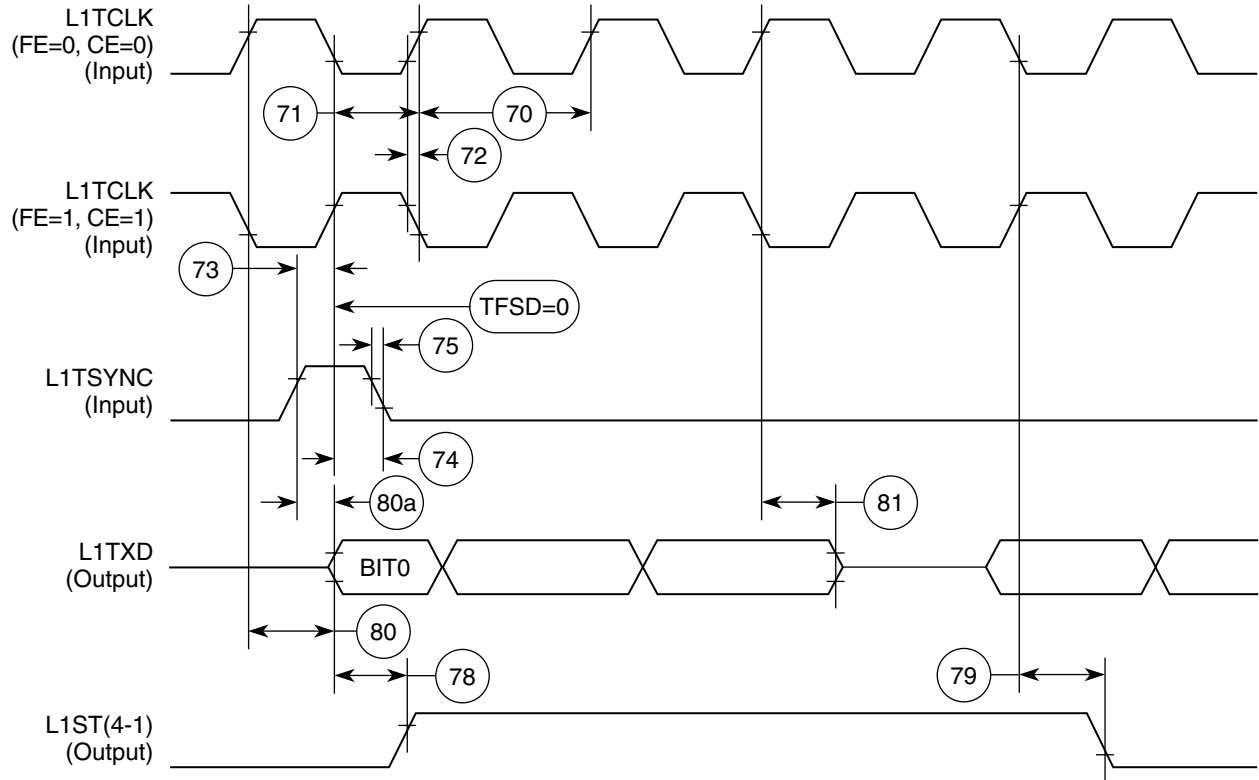 L1TCLK
(FE=0, CE=0)
(Input)
71
70
72
L1TCLK
(FE=1, CE=1)
(Input)
73
TFSD=0
75
L1TSYNC
(Input)
74
80a
81
L1TXD
(Output)
BIT0
80
78
79
L1ST(4-1)
(Output)